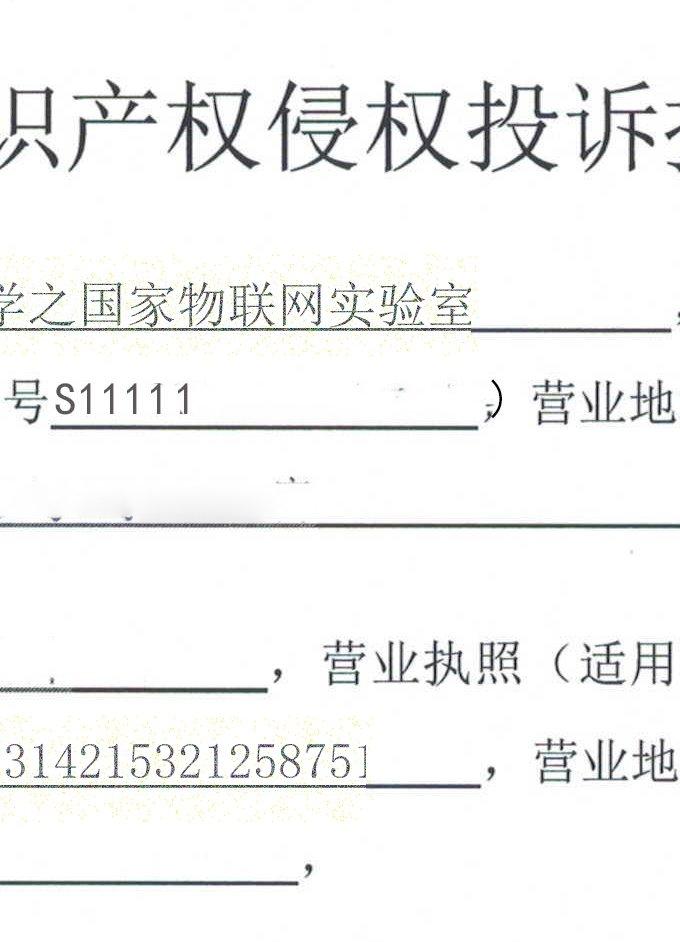 识产权侵权投诉
学之国家物联网实验室
号S11111 ) 营业地
，营业执照（适用
314215321258751，营业地
，